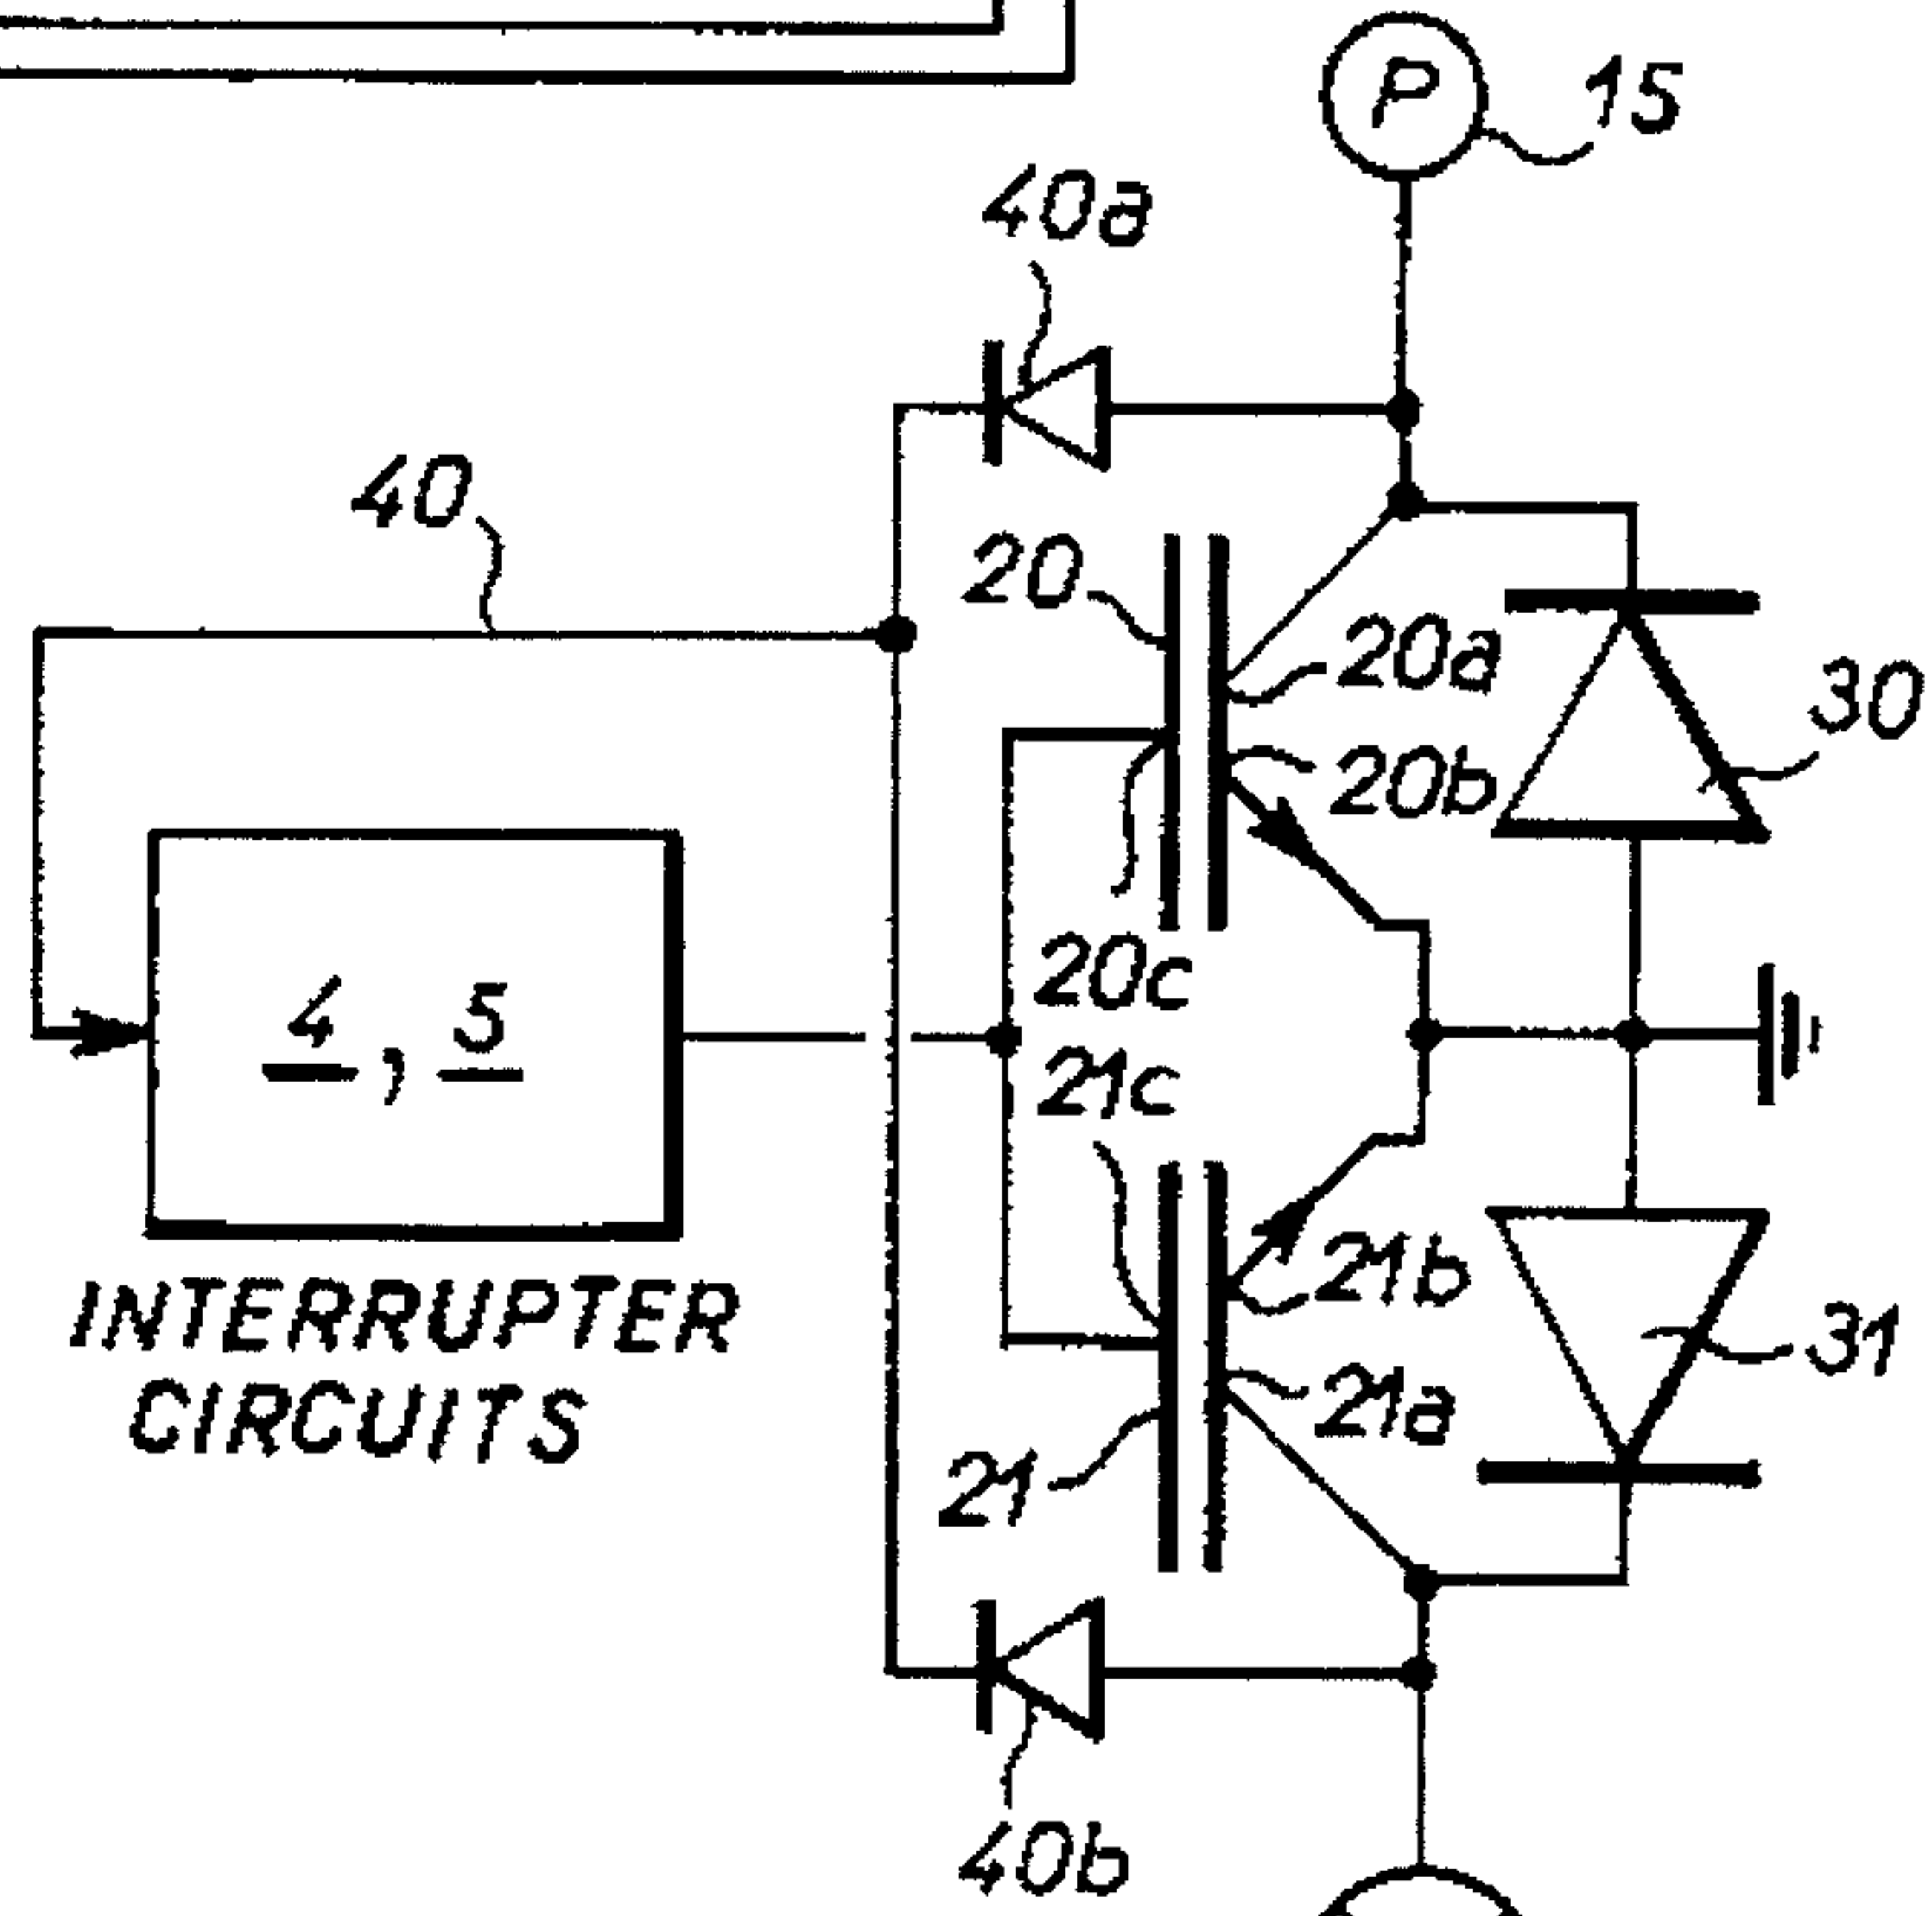 P
15
40a
40
20
20a
30
20b
20c
4, 5
21c
INTERRUPTER
CIRCUITS
21b
31
21a
21
40b